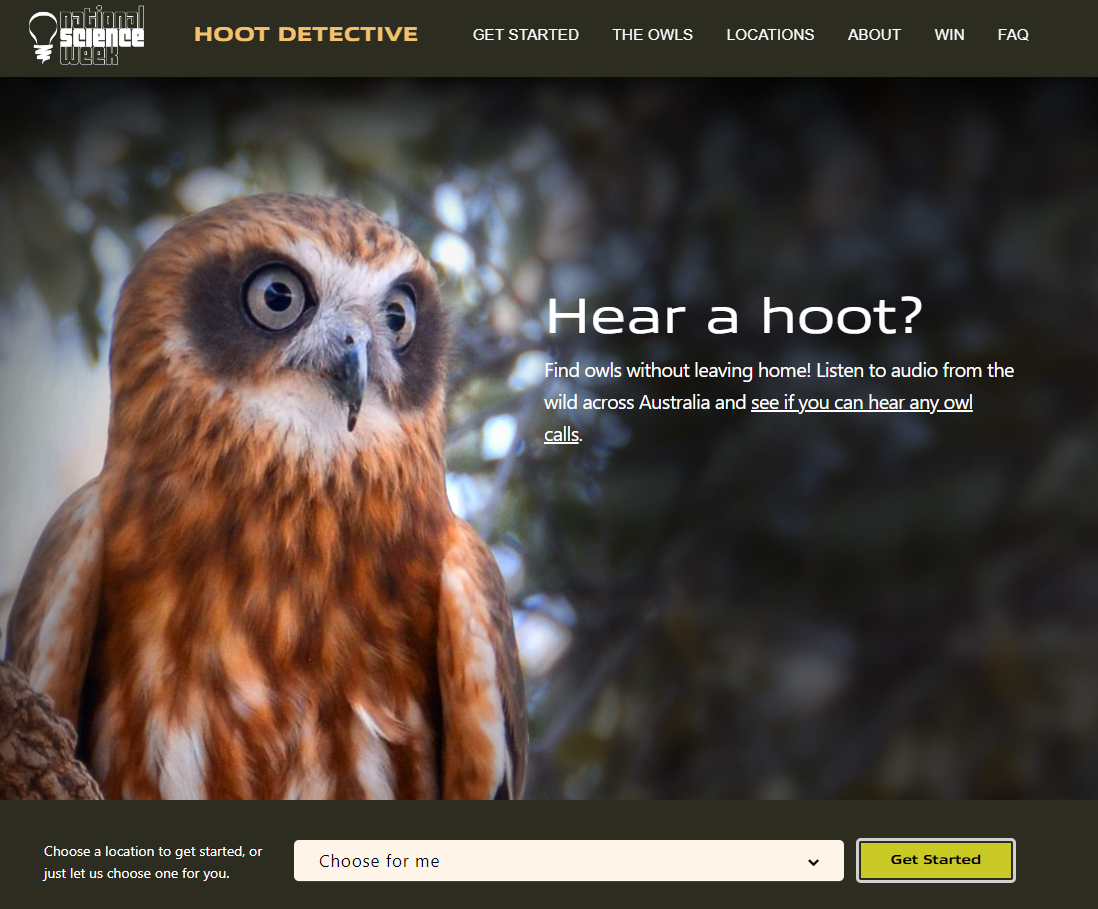 national
science
week
HOOT DETECTIVE
GET STARTED
THE OWLS
LOCATIONS
ABOUT
WIN
FAQ
Hear a hoot?
Find owls without leaving home! Listen to audio from the
wild across Australia and see if you can hear any owl
calls.
Choose a location to get started, or
just let us choose one for you.
Choose for me
Get Started